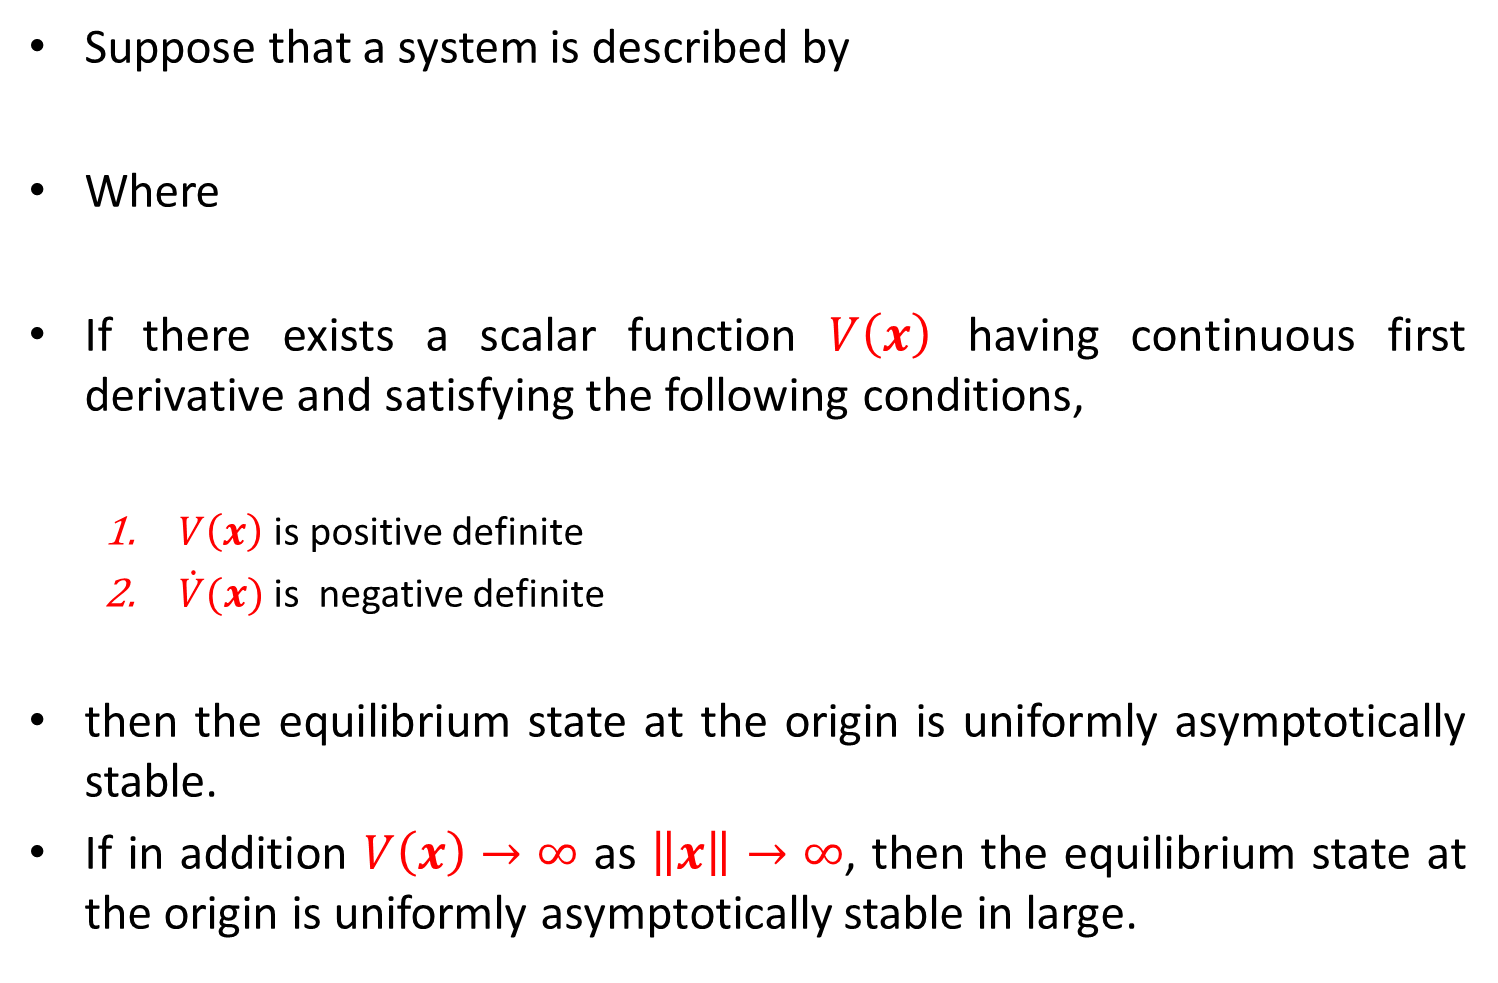 • Suppose that a system is described by
• Where
• If there exists a scalar function V(x) having continuous first
derivative and satisfying the following conditions,
1. V(x) is positive definite
2. V̇(x) is negative definite
• then the equilibrium state at the origin is uniformly asymptotically
stable.
• If in addition V(x) → ∞ as ‖x‖ → ∞, then the equilibrium state at
the origin is uniformly asymptotically stable in large.